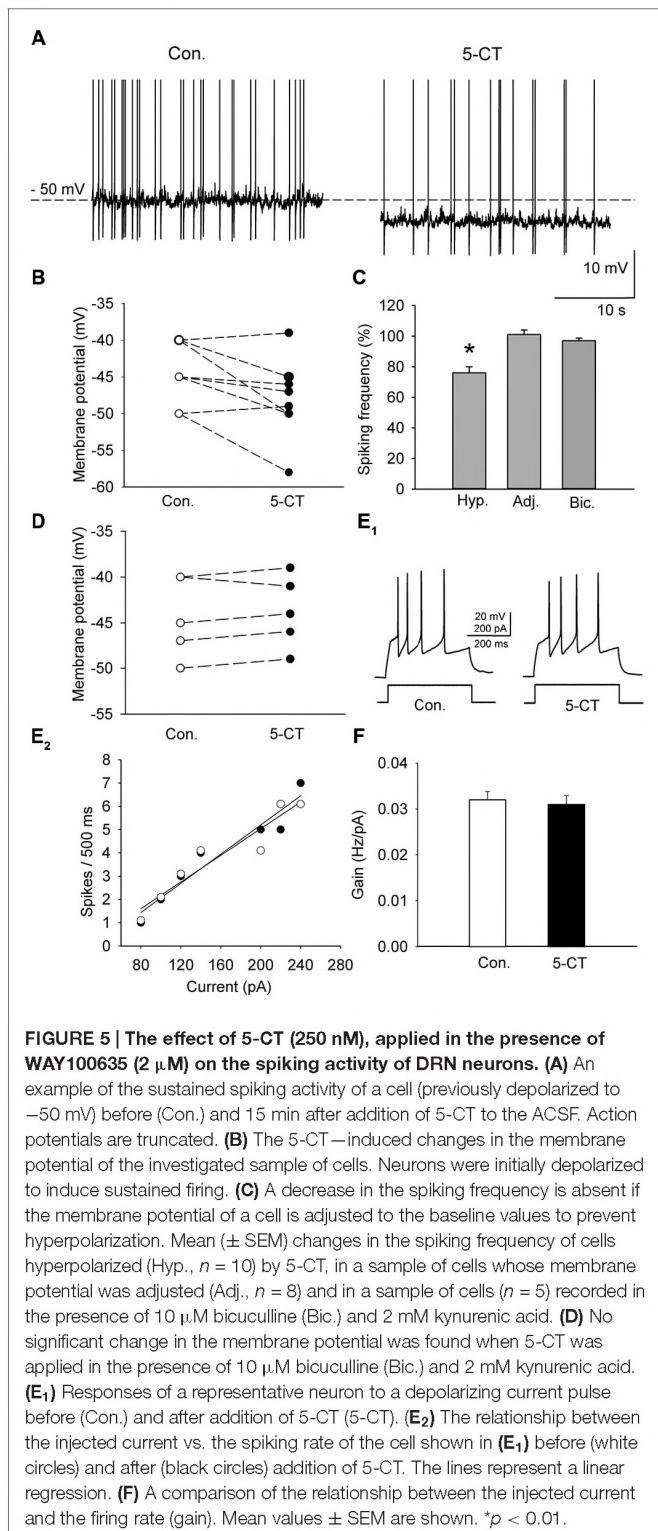 A
Con.
5-CT
- 50 mV
10 mV
10 s
B
Membrane potential (mV)
-35
-40
-45
-50
-55
-60
Con.
5-CT
C
Spiking frequency (%)
120
100
80
60
40
20
0
*
Hyp.
Adj.
Bic.
D
Membrane potential (mV)
-40
-45
-50
-55
Con.
5-CT
E1
20 mV
200 pA
200 ms
Con.
5-CT
E2
Spikes / 500 ms
8
7
6
5
4
3
2
1
0
80
120
160
200
240
280
Current (pA)
F
Gain (Hz/pA)
0.04
0.03
0.02
0.01
0.00
Con.
5-CT
FIGURE 5 | The effect of 5-CT (250 nM), applied in the presence of
WAY100635 (2 μM) on the spiking activity of DRN neurons. (A) An
example of the sustained spiking activity of a cell (previously depolarized to
−50 mV) before (Con.) and 15 min after addition of 5-CT to the ACSF. Action
potentials are truncated. (B) The 5-CT—induced changes in the membrane
potential of the investigated sample of cells. Neurons were initially depolarized
to induce sustained firing. (C) A decrease in the spiking frequency is absent if
the membrane potential of a cell is adjusted to the baseline values to prevent
hyperpolarization. Mean (± SEM) changes in the spiking frequency of cells
hyperpolarized (Hyp., n = 10) by 5-CT, in a sample of cells whose membrane
potential was adjusted (Adj., n = 8) and in a sample of cells (n = 5) recorded
in the presence of 10 μM bicuculline (Bic.) and 2 mM kynurenic acid. (D) No
significant change in the membrane potential was found when 5-CT was
applied in the presence of 10 μM bicuculline (Bic.) and 2 mM kynurenic acid.
(E1) Responses of a representative neuron to a depolarizing current pulse
before (Con.) and after addition of 5-CT (5-CT). (E2) The relationship between
the injected current vs. the spiking rate of the cell shown in (E1) before (white
circles) and after (black circles) addition of 5-CT. The lines represent a linear
regression. (F) A comparison of the relationship between the injected current
and the firing rate (gain). Mean values ± SEM are shown. *p < 0.01.